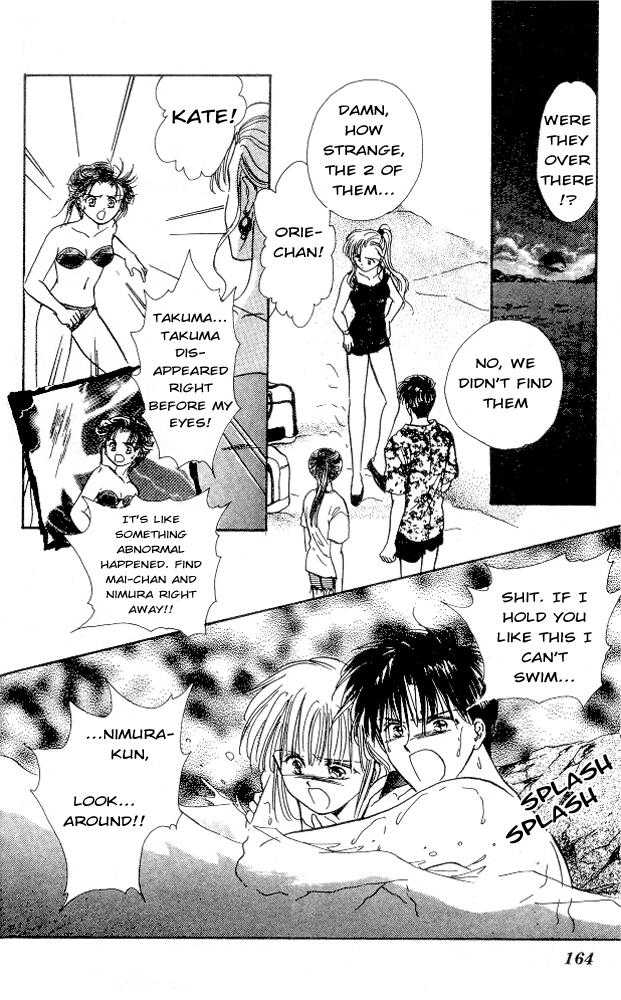 WERE
THEY
OVER
THERE
!?
NO, WE
DIDN'T FIND
THEM
DAMN,
HOW
STRANGE,
THE 2 OF
THEM...
ORIE-
CHAN!
KATE!
TAKUMA...
TAKUMA
DIS-
APPEARED
RIGHT
BEFORE MY
EYES!
IT'S LIKE
SOMETHING
ABNORMAL
HAPPENED. FIND
MAI-CHAN AND
NIMURA RIGHT
AWAY!!
SHIT. IF I
HOLD YOU
LIKE THIS I
CAN'T
SWIM...
SPLASH
SPLASH
...NIMURA-
KUN,
LOOK...
AROUND!!
164